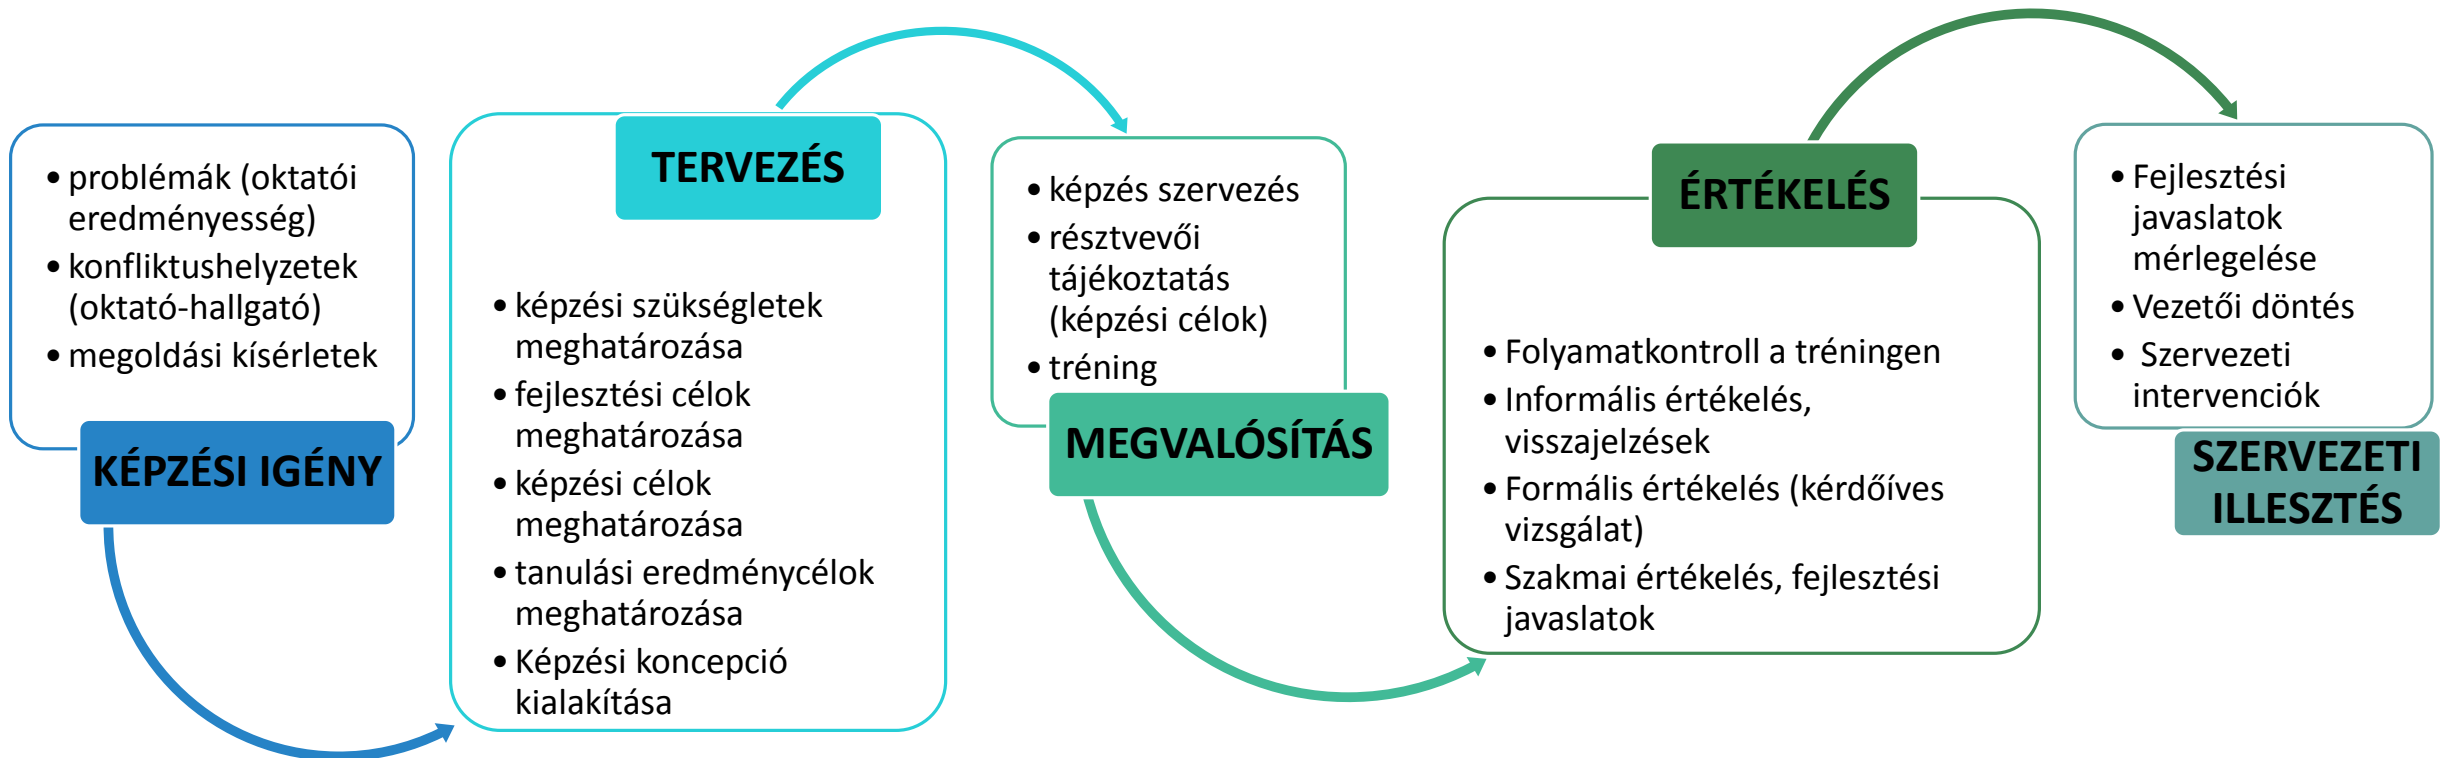 • problémák (oktatói
eredményesség)
• konfliktushelyzetek
(oktató-hallgató)
• megoldási kísérletek
KÉPZÉSI IGÉNY
TERVEZÉS
• képzési szükségletek
meghatározása
• fejlesztési célok
meghatározása
• képzési célok
meghatározása
• tanulási eredménycélok
meghatározása
• Képzési koncepció
kialakítása
• képzés szervezés
• résztvevői
tájékoztatás
(képzési célok)
• tréning
MEGVALÓSÍTÁS
ÉRTÉKELÉS
• Folyamatkontroll a tréningen
• Informális értékelés,
visszajelzések
• Formális értékelés (kérdőíves
vizsgálat)
• Szakmai értékelés, fejlesztési
javaslatok
• Fejlesztési
javaslatok
mérlegelése
• Vezetői döntés
• Szervezeti
intervenciók
SZERVEZETI
ILLESZTÉS